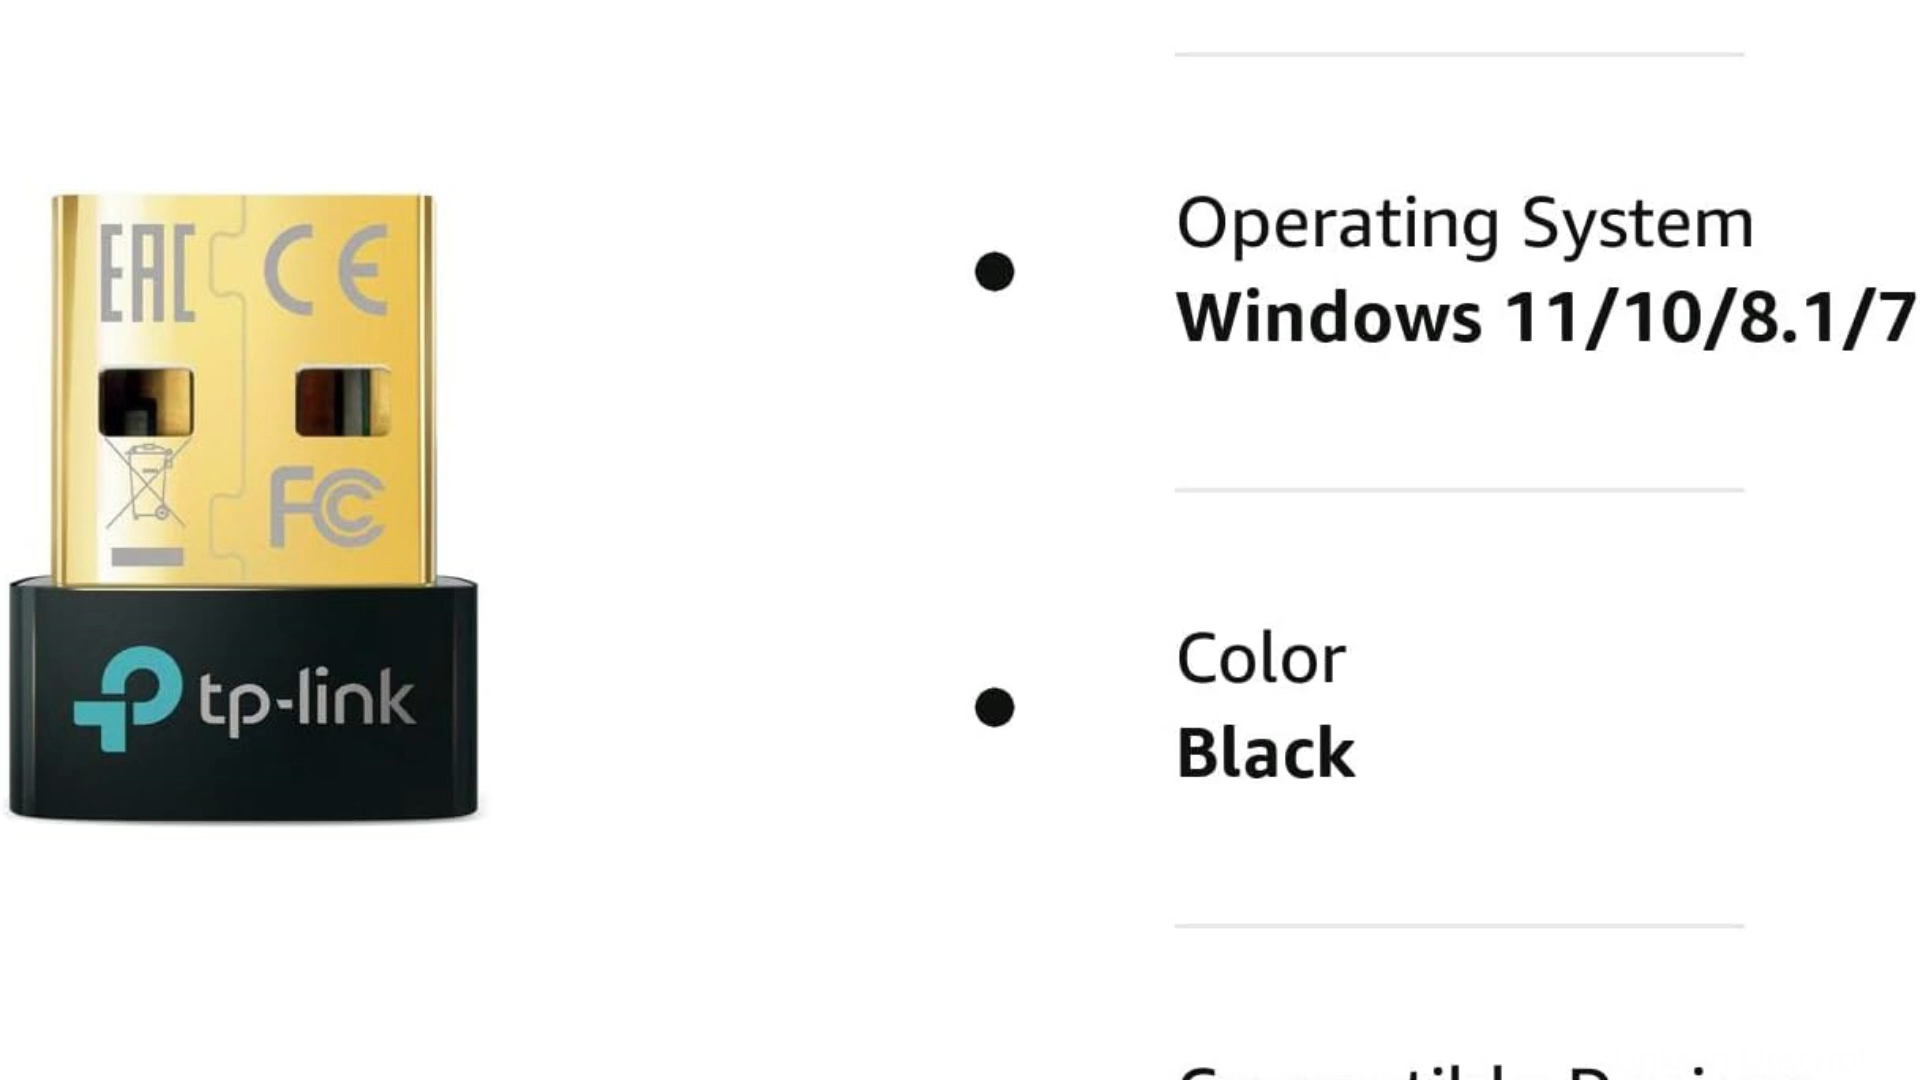 EAC CE
FC
tp-link
Operating System
Windows 11/10/8.1/7
Color
Black